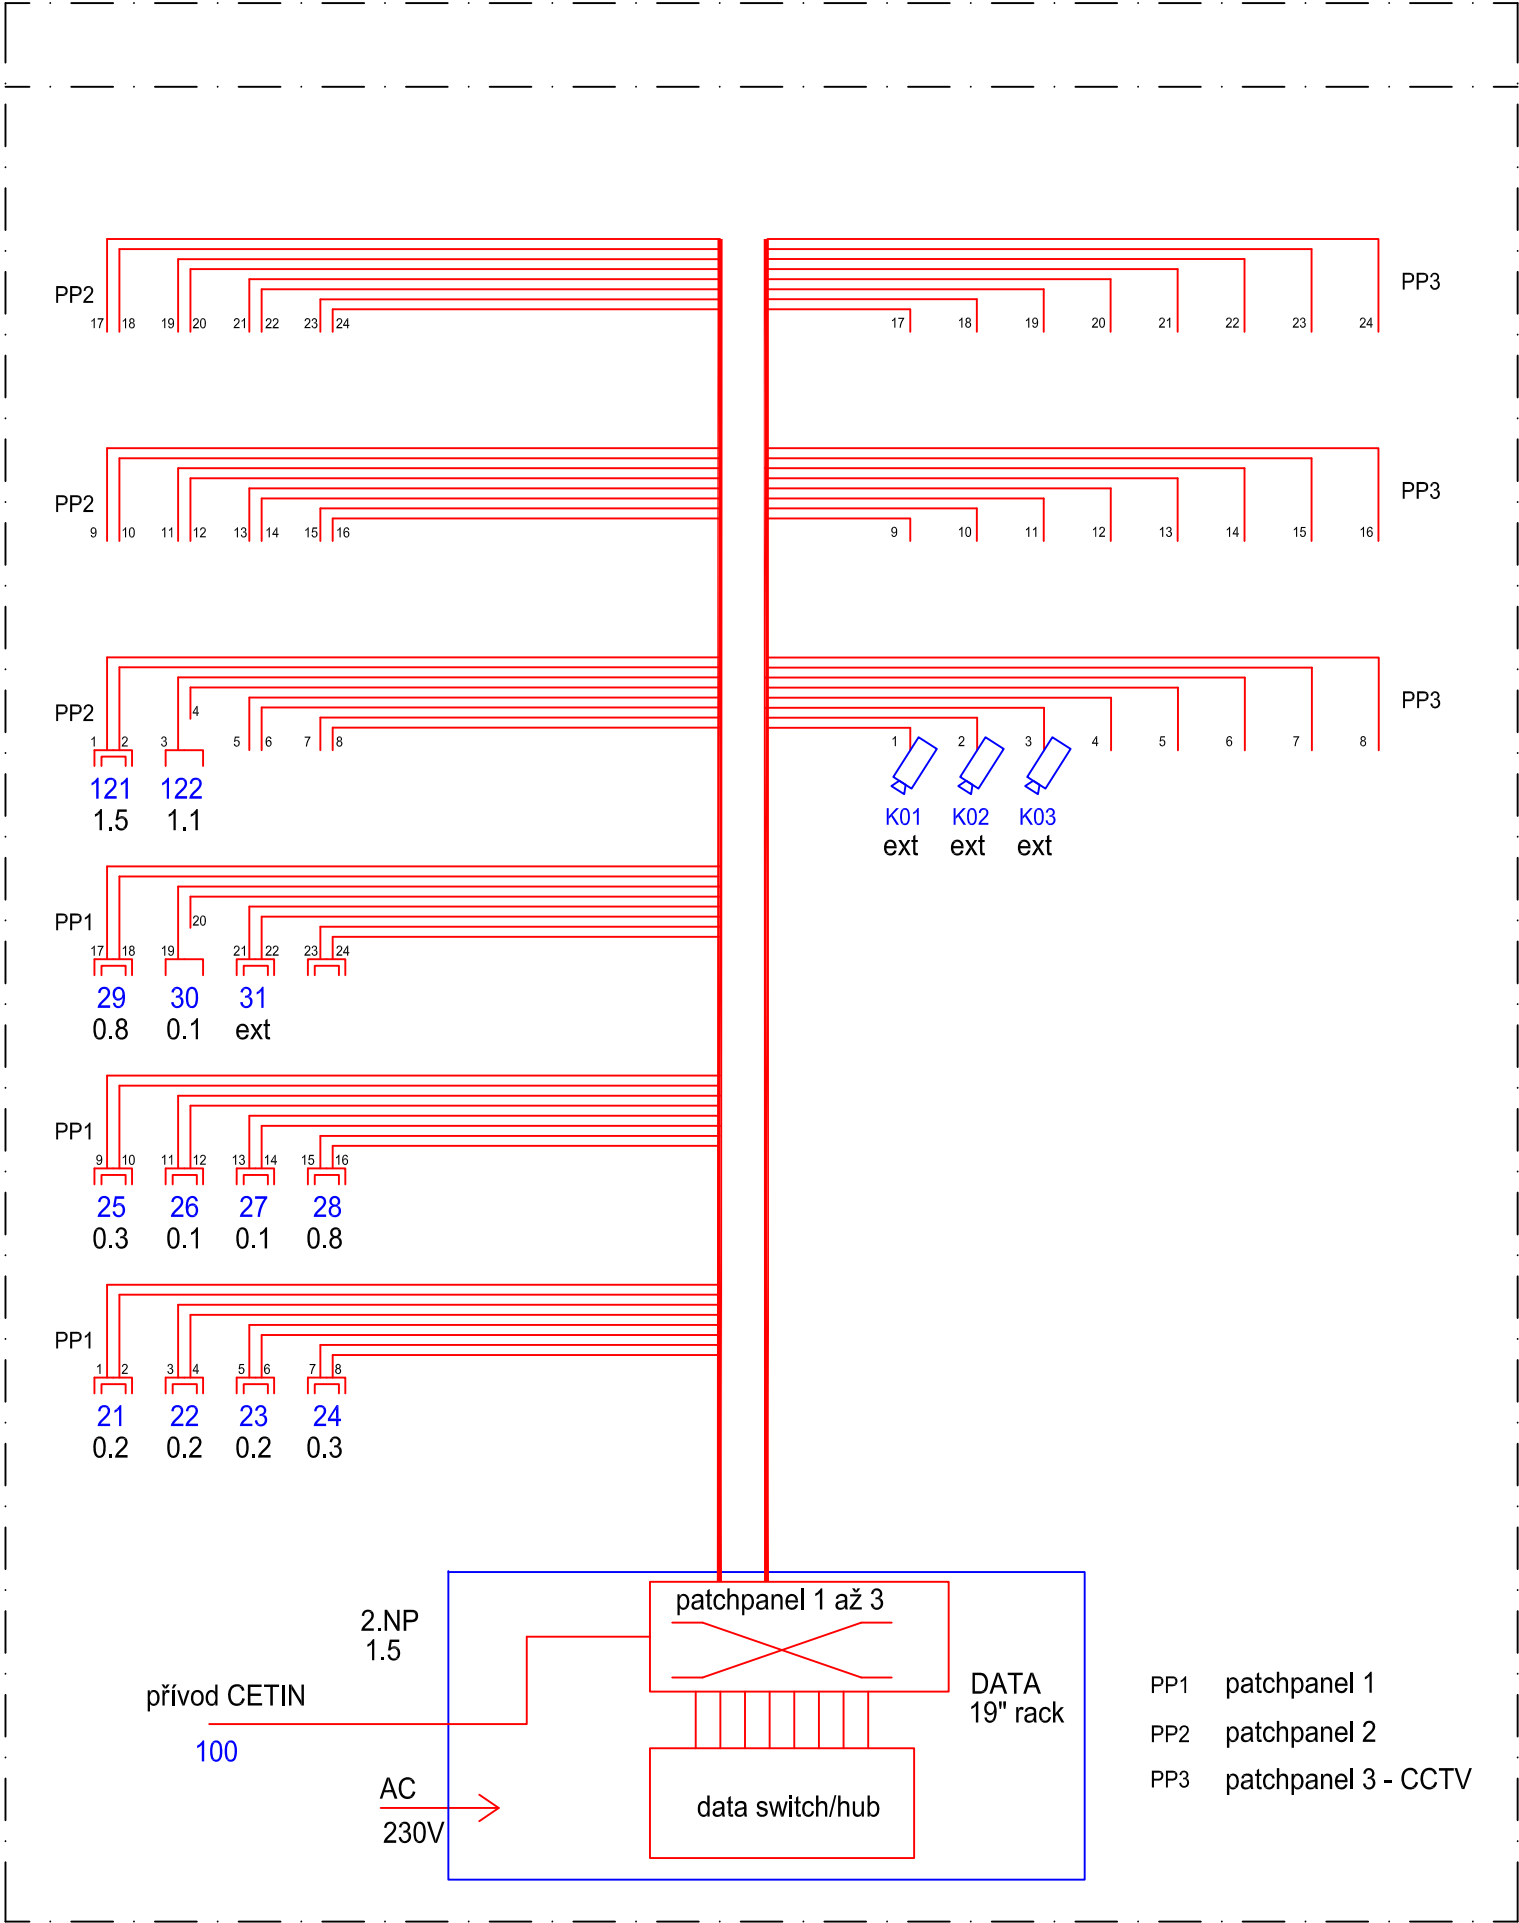 PP2
17 18 19 20 21 22 23 24
17 18 19 20 21 22 23 24
PP3
PP2
9 10 11 12 13 14 15 16
9 10 11 12 13 14 15 16
PP3
PP2
4
1 2 3 5 6 7 8
121 122
1.5 1.1
1 2 3 4 5 6 7 8
PP3
K01 K02 K03
ext ext ext
PP1
20
17 18 19 21 22 23 24
29 30 31
0.8 0.1 ext
PP1
9 10 11 12 13 14 15 16
25 26 27 28
0.3 0.1 0.1 0.8
PP1
1 2 3 4 5 6 7 8
21 22 23 24
0.2 0.2 0.2 0.3
2.NP
1.5
patchpanel 1 až 3
přívod CETIN
100
DATA
19" rack
AC
230V
data switch/hub
PP1 patchpanel 1
PP2 patchpanel 2
PP3 patchpanel 3 - CCTV